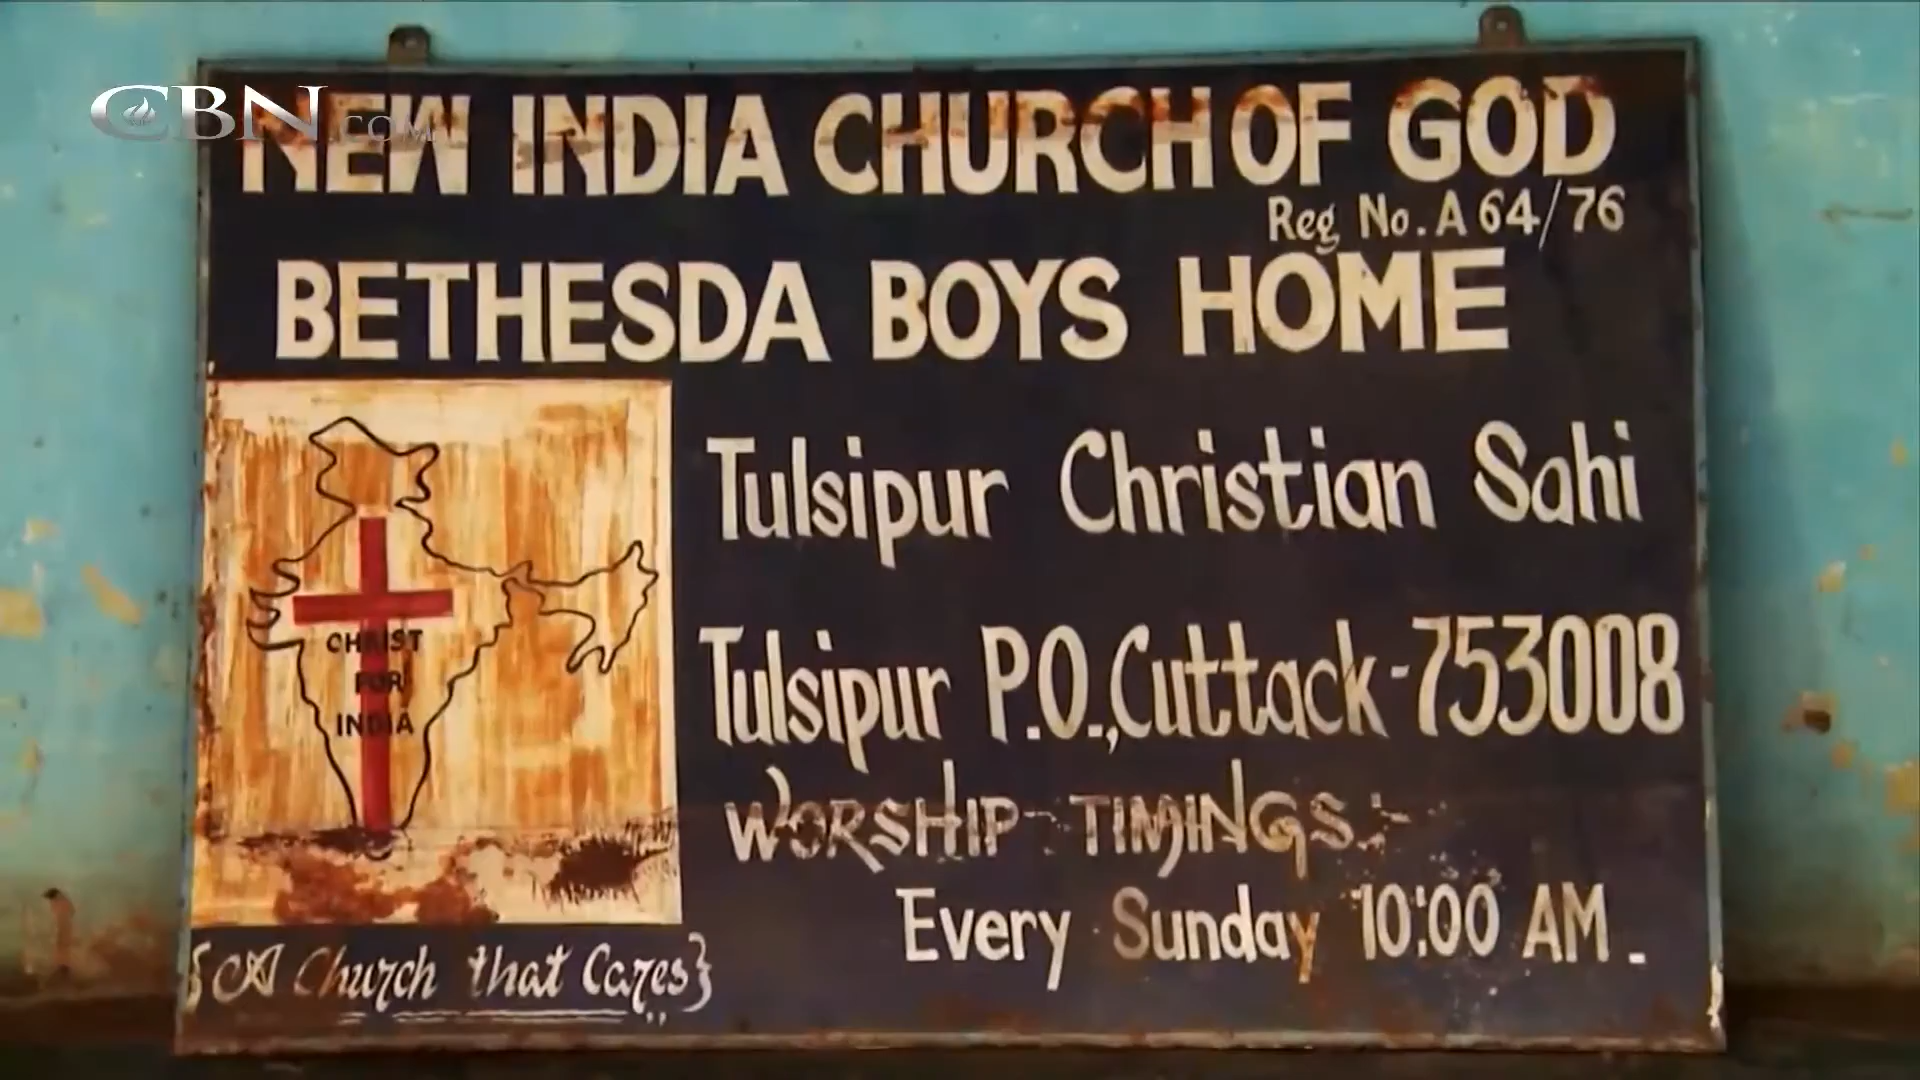 CBN.COM
NEW INDIA CHURCH OF GOD
Reg No. A 64/76
BETHESDA BOYS HOME
CHRIST
FOR
INDIA
{A Church that Cares}
Tulsipur Christian Sahi
Tulsipur P.O., Cuttack-753008
WORSHIP TIMINGS:-
Every Sunday 10:00 AM.